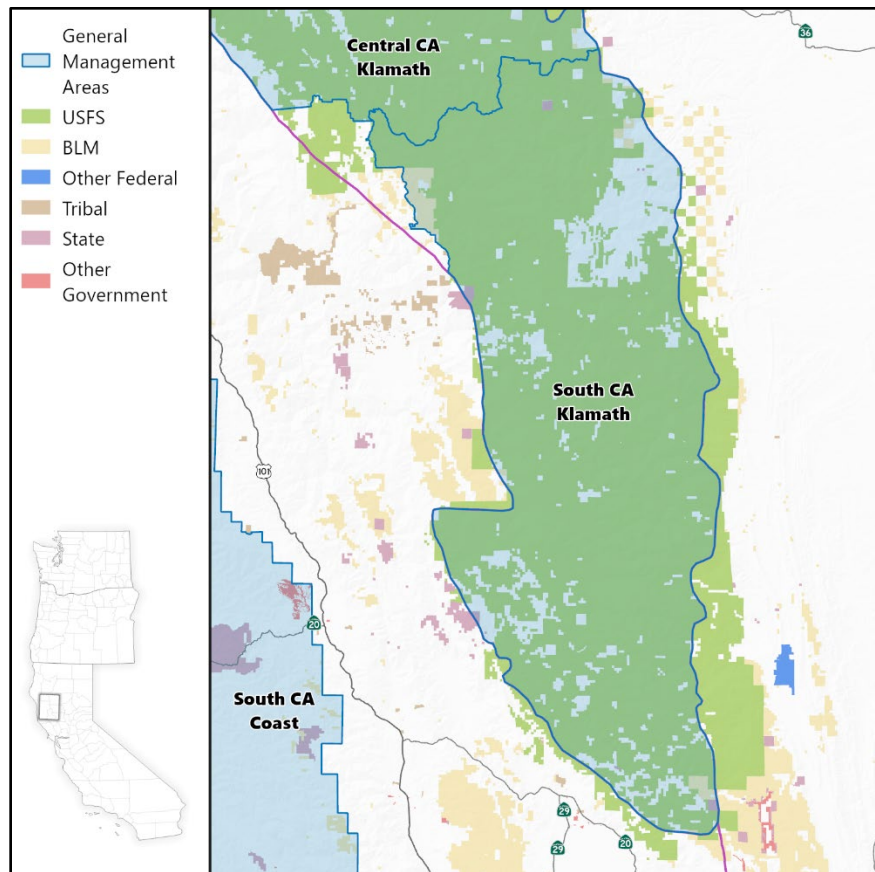 General
Management
Areas
USFS
BLM
Other Federal
Tribal
State
Other
Government
Central CA
Klamath
36
South CA
Klamath
101
20
South CA
Coast
29
29
20